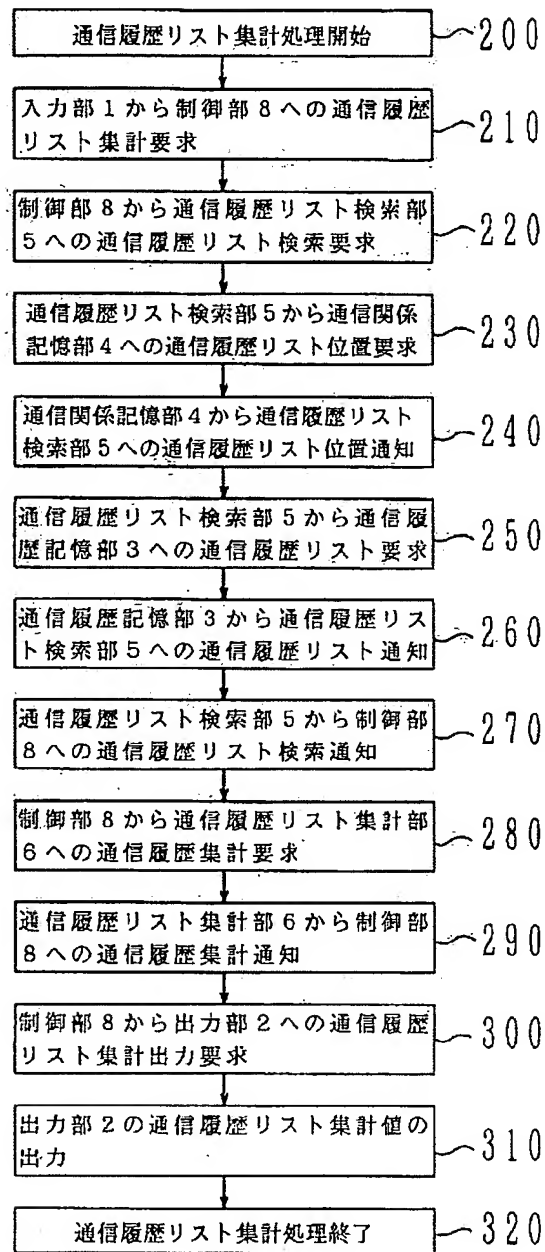 通信履歴リスト集計処理開始
200
入力部1から制御部8への通信履歴
リスト集計要求
210
制御部8から通信履歴リスト検索部
5への通信履歴リスト検索要求
220
通信履歴リスト検索部5から通信関係
記憶部4への通信履歴リスト位置要求
230
通信関係記憶部4から通信履歴リスト
検索部5への通信履歴リスト位置通知
240
通信履歴リスト検索部5から通信履
歴記憶部3への通信履歴リスト要求
250
通信履歴記憶部3から通信履歴リス
ト検索部5への通信履歴リスト通知
260
通信履歴リスト検索部5から制御部
8への通信履歴リスト検索通知
270
制御部8から通信履歴リスト集計部
6への通信履歴集計要求
280
通信履歴リスト集計部6から制御部
8への通信履歴集計通知
290
制御部8から出力部2への通信履歴
リスト集計出力要求
300
出力部2の通信履歴リスト集計値の
出力
310
通信履歴リスト集計処理終了
320